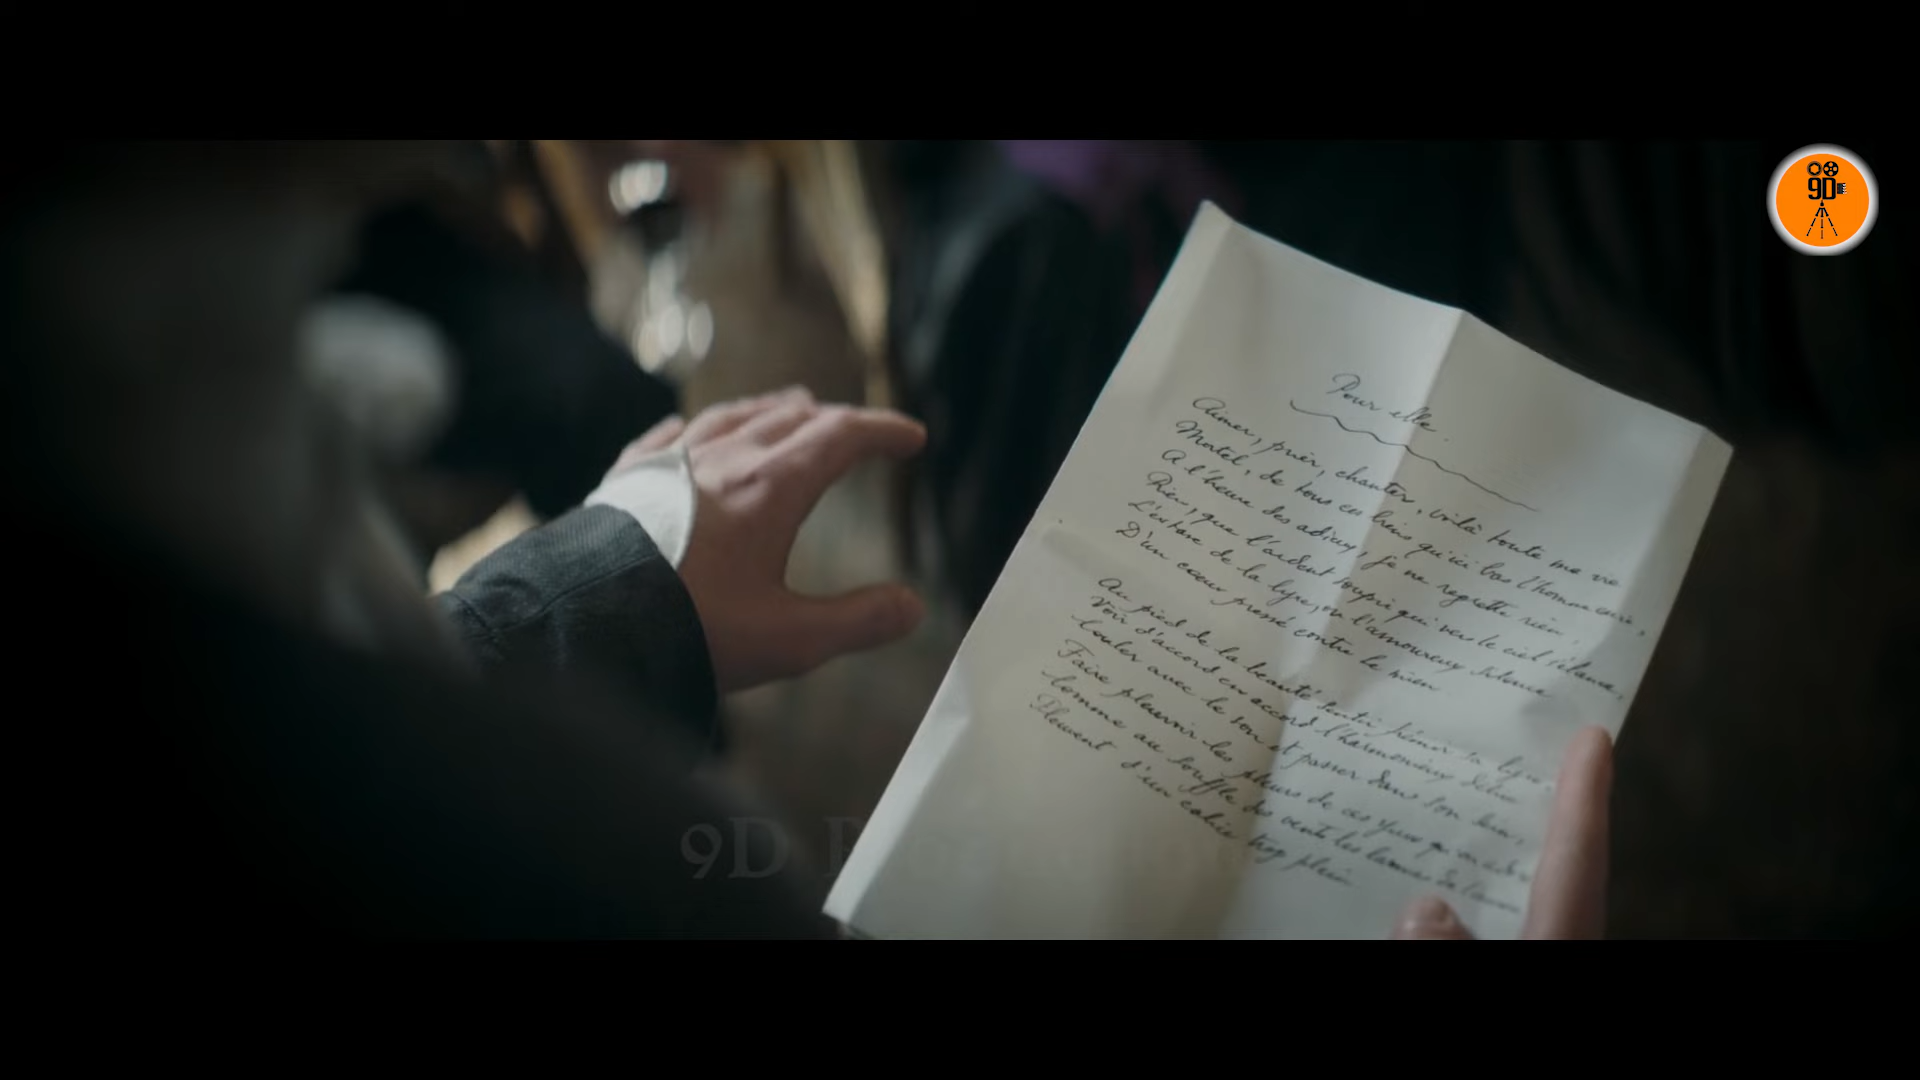 9D
Pour elle.
Aimer, prier, chanter, voilà toute ma vie
Mortel, de tous ces biens qu'ici bas l'homme envie,
A l'heure des adieux, je ne regrette rien,
Rien, que l'ardent soupir qui vers le ciel s'élance,
L'extase de la lyre, ou l'amoureux silence
D'un coeur pressé contre le mien
Au pied de la beauté sentir frémir sa lyre
Voir d'accord en accord l'harmonieux délire
Couler avec le son et passer dans son sein,
Faire pleuvoir les pleurs de ces yeux qu'on adore
Comme au souffle des vents les larmes de l'aurore
Pleuvent d'un calice trop plein
9D